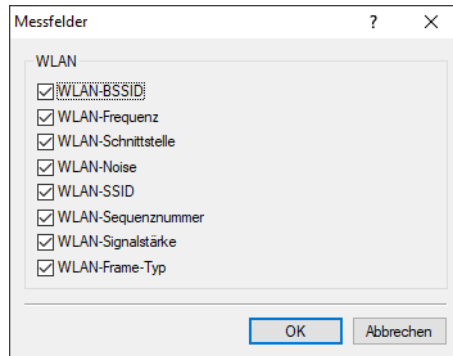 Messfelder
WLAN
WLAN-BSSID
WLAN-Frequenz
WLAN-Schnittstelle
WLAN-Noise
WLAN-SSID
WLAN-Sequenznummer
WLAN-Signalstärke
WLAN-Frame-Typ
OK Abbrechen